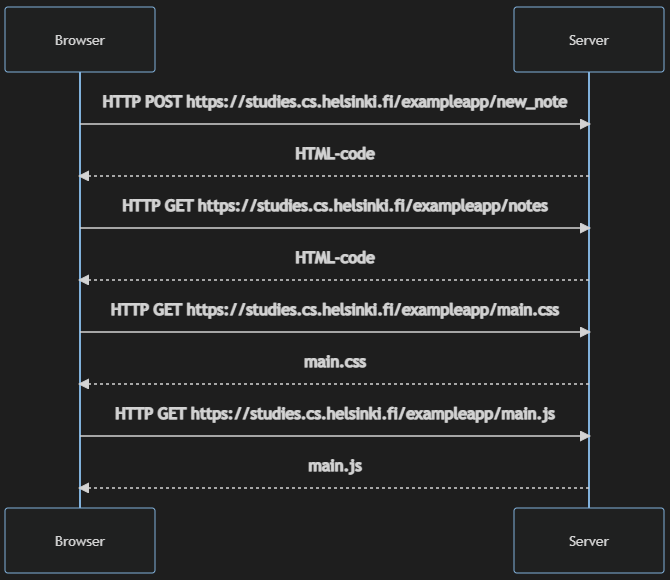 Browser
Server
HTTP POST https://studies.cs.helsinki.fi/exampleapp/new_note
HTML-code
HTTP GET https://studies.cs.helsinki.fi/exampleapp/notes
HTML-code
HTTP GET https://studies.cs.helsinki.fi/exampleapp/main.css
main.css
HTTP GET https://studies.cs.helsinki.fi/exampleapp/main.js
main.js
Browser
Server